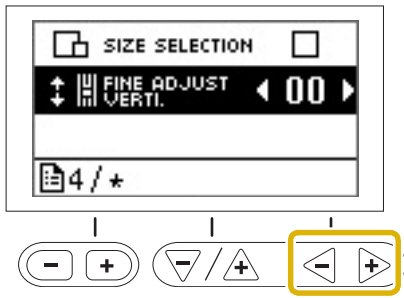 SIZE SELECTION
FINE ADJUST
VERTI. 00
4/*
- + - / + - +